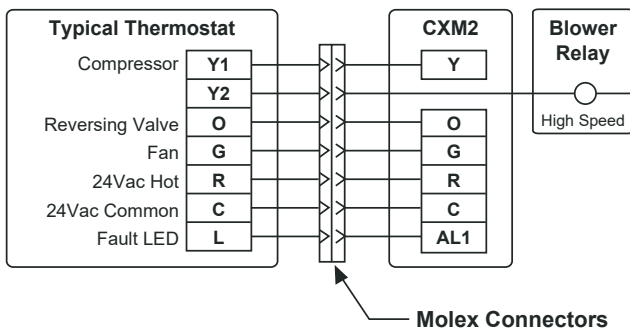 Typical Thermostat
CXM2
Blower
Relay
Compressor Y1
Y
Y2
High Speed
Reversing Valve O
O
Fan G
G
24Vac Hot R
R
24Vac Common C
C
Fault LED L
AL1
Molex Connectors